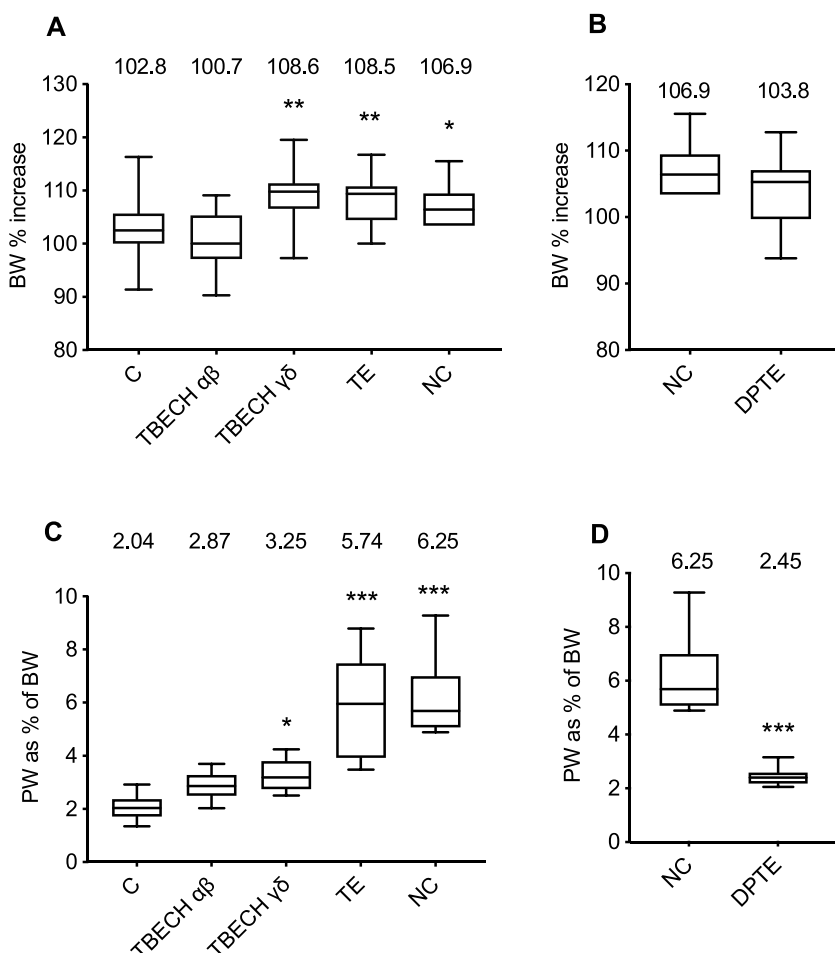 A
102.8 100.7 108.6 108.5 106.9
BW % increase
130
120
110
100
90
80
** ** *
C TBECH αβ TBECH γδ TE NC
B
106.9 103.8
BW % increase
120
110
100
90
80
NC DPTE
C
2.04 2.87 3.25 5.74 6.25
PW as % of BW
10
8
6
4
2
0
* *** ***
C TBECH αβ TBECH γδ TE NC
D
6.25 2.45
PW as % of BW
10
8
6
4
2
0
***
NC DPTE